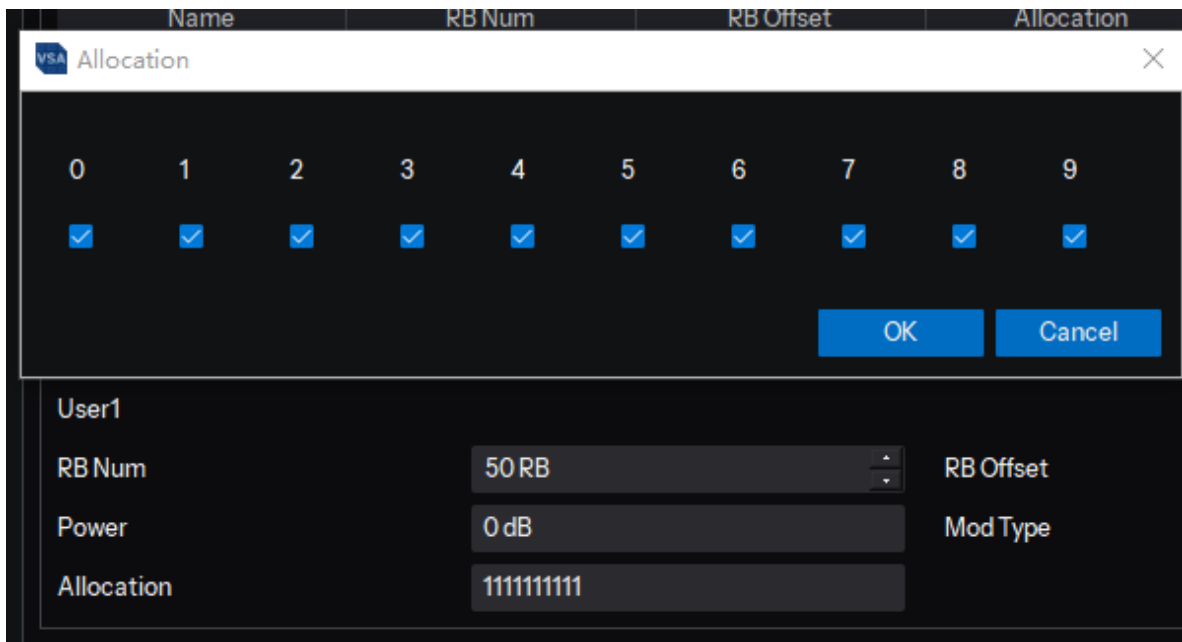 Name RB Num RB Offset Allocation
VSA Allocation
0 1 2 3 4 5 6 7 8 9
OK Cancel
User1
RB Num 50 RB RB Offset
Power 0 dB Mod Type
Allocation 1111111111